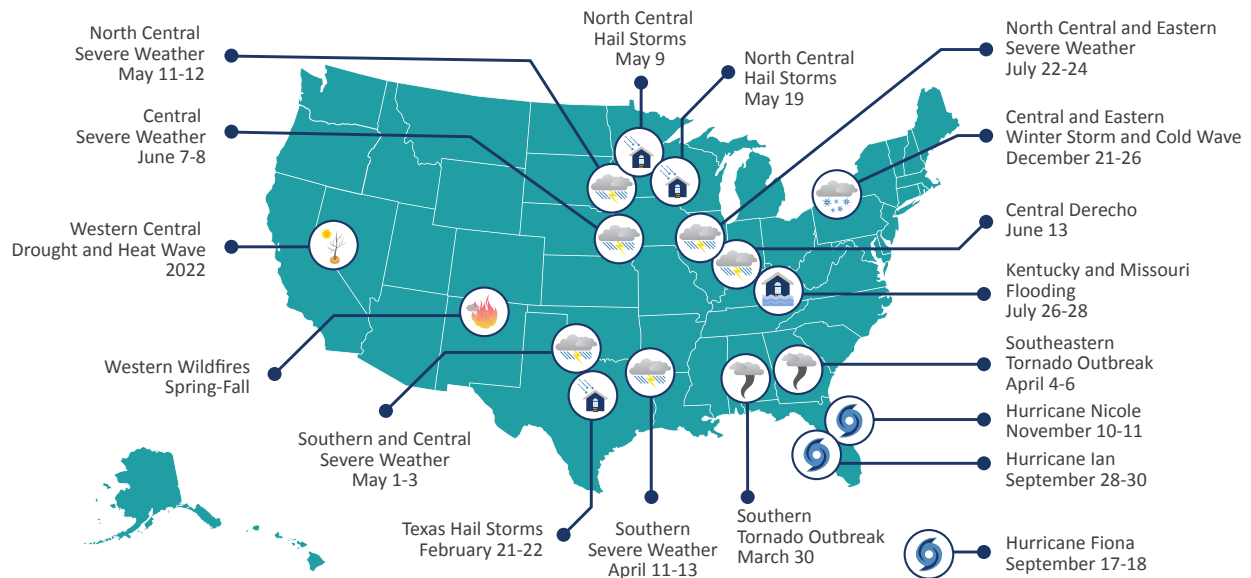 North Central
Severe Weather
May 11-12
North Central
Hail Storms
May 9
North Central
Hail Storms
May 19
North Central and Eastern
Severe Weather
July 22-24
Central
Severe Weather
June 7-8
Central and Eastern
Winter Storm and Cold Wave
December 21-26
Western Central
Drought and Heat Wave
2022
Central Derecho
June 13
Kentucky and Missouri
Flooding
July 26-28
Western Wildfires
Spring-Fall
Southeastern
Tornado Outbreak
April 4-6
Hurricane Nicole
November 10-11
Southern and Central
Severe Weather
May 1-3
Hurricane Ian
September 28-30
Texas Hail Storms
February 21-22
Southern
Severe Weather
April 11-13
Southern
Tornado Outbreak
March 30
Hurricane Fiona
September 17-18